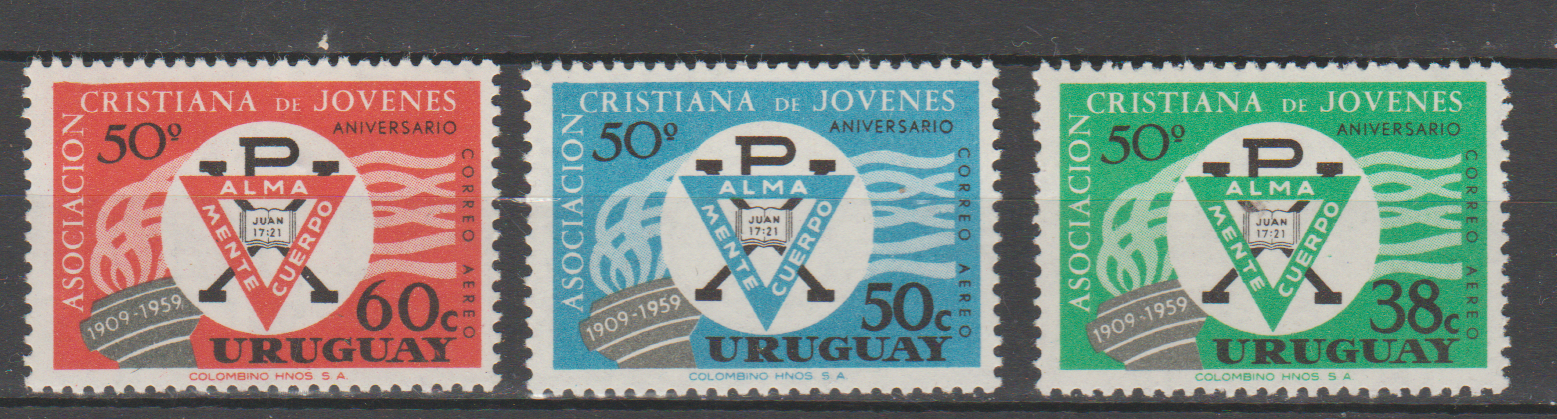 ASOCIACION CRISTIANA DE JOVENES
50º ANIVERSARIO
CORREO AEREO
P
ALMA
MENTE
CUERPO
JUAN
17:21
1909-1959
60c
URUGUAY
COLOMBINO HNOS. S A.
ASOCIACION CRISTIANA DE JOVENES
50º ANIVERSARIO
CORREO AEREO
P
ALMA
MENTE
CUERPO
JUAN
17:21
1909-1959
50c
URUGUAY
COLOMBINO HNOS. S A.
ASOCIACION CRISTIANA DE JOVENES
50º ANIVERSARIO
CORREO AEREO
P
ALMA
MENTE
CUERPO
JUAN
17:21
1909-1959
38c
URUGUAY
COLOMBINO HNOS. S A.